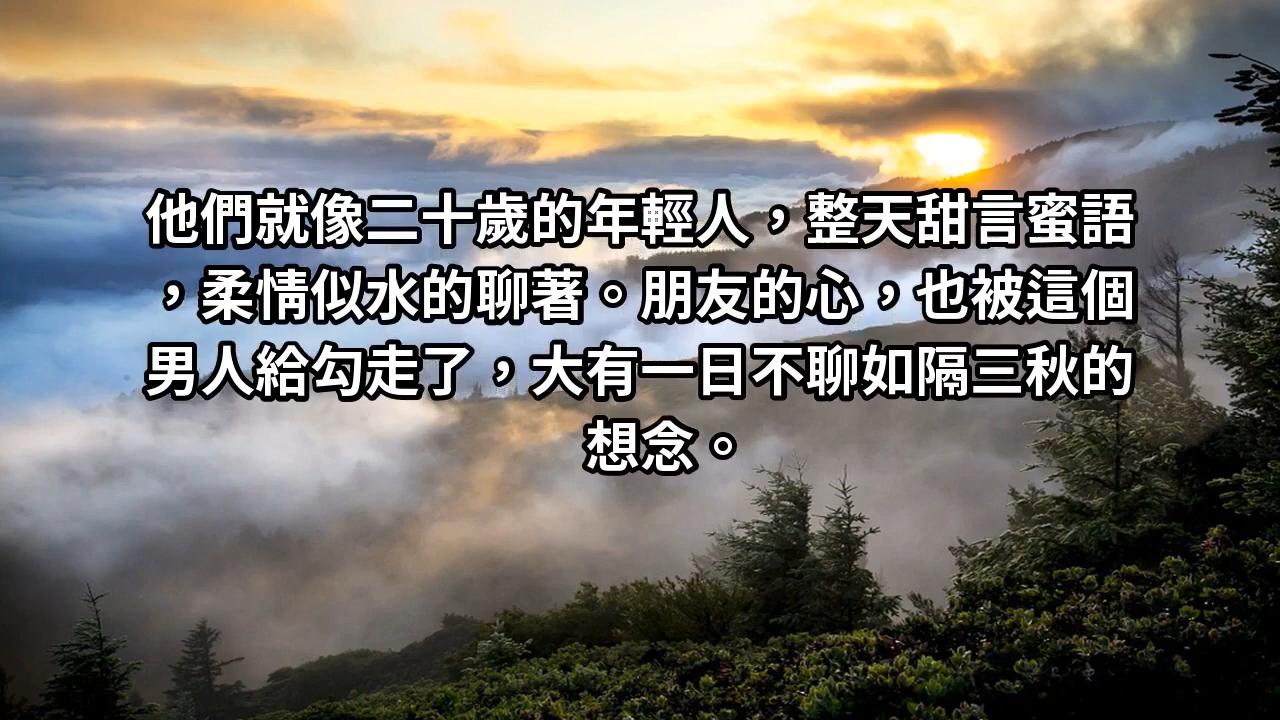 他們就像二十歲的年輕人，整天甜言蜜語
，柔情似水的聊著。朋友的心，也被這個
男人給勾走了，大有一日不聊如隔三秋的
想念。